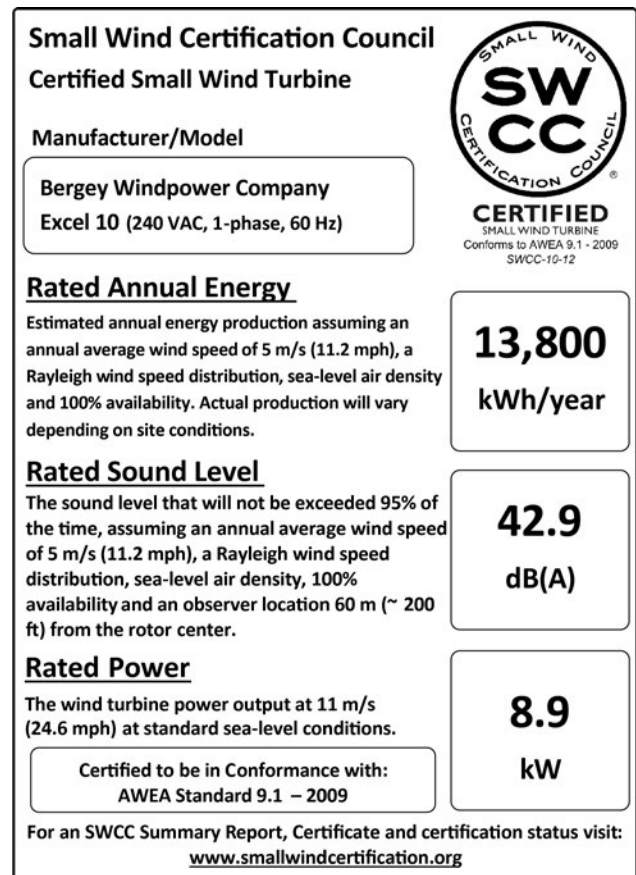 Small Wind Certification Council
Certified Small Wind Turbine
SMALL WIND
SW
CC
CERTIFICATION COUNCIL
®
CERTIFIED
SMALL WIND TURBINE
Conforms to AWEA 9.1 - 2009
SWCC-10-12
Manufacturer/Model
Bergey Windpower Company
Excel 10 (240 VAC, 1-phase, 60 Hz)
Rated Annual Energy
Estimated annual energy production assuming an
annual average wind speed of 5 m/s (11.2 mph), a
Rayleigh wind speed distribution, sea-level air density
and 100% availability. Actual production will vary
depending on site conditions.
13,800
kWh/year
Rated Sound Level
The sound level that will not be exceeded 95% of
the time, assuming an annual average wind speed
of 5 m/s (11.2 mph), a Rayleigh wind speed
distribution, sea-level air density, 100%
availability and an observer location 60 m (~ 200
ft) from the rotor center.
42.9
dB(A)
Rated Power
The wind turbine power output at 11 m/s
(24.6 mph) at standard sea-level conditions.
8.9
kW
Certified to be in Conformance with:
AWEA Standard 9.1 – 2009
For an SWCC Summary Report, Certificate and certification status visit:
www.smallwindcertification.org